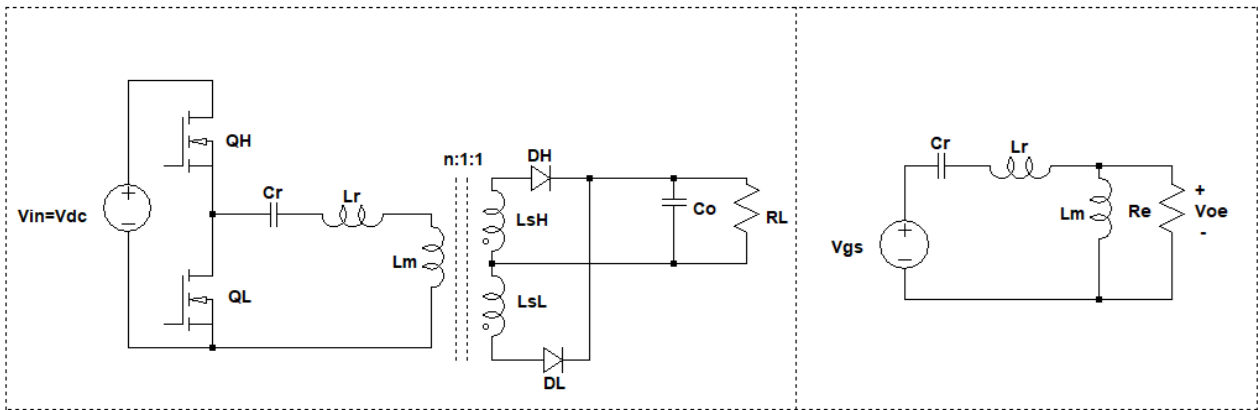 Vin=Vdc
+
−
QH
QL
Cr
Lr
Lm
n:1:1
LsH
LsL
DH
DL
Co
RL
Vgs
+
−
Cr
Lr
Lm
Re
+
Voe
-